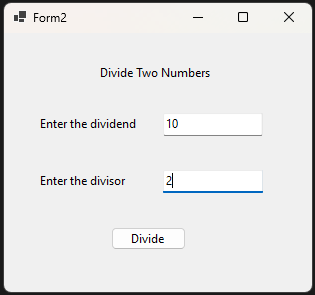 Form2
Divide Two Numbers
Enter the dividend 10
Enter the divisor 2
Divide